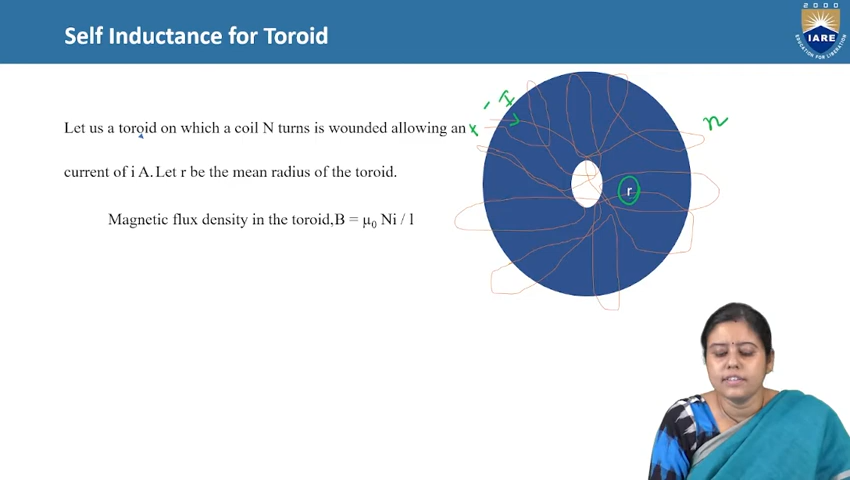 2000
IARE
EDUCATION FOR LIBERATION
Self Inductance for Toroid
I
n
Let us a toroid on which a coil N turns is wounded allowing an
current of i A. Let r be the mean radius of the toroid.
r
Magnetic flux density in the toroid,B = μ₀ Ni / l